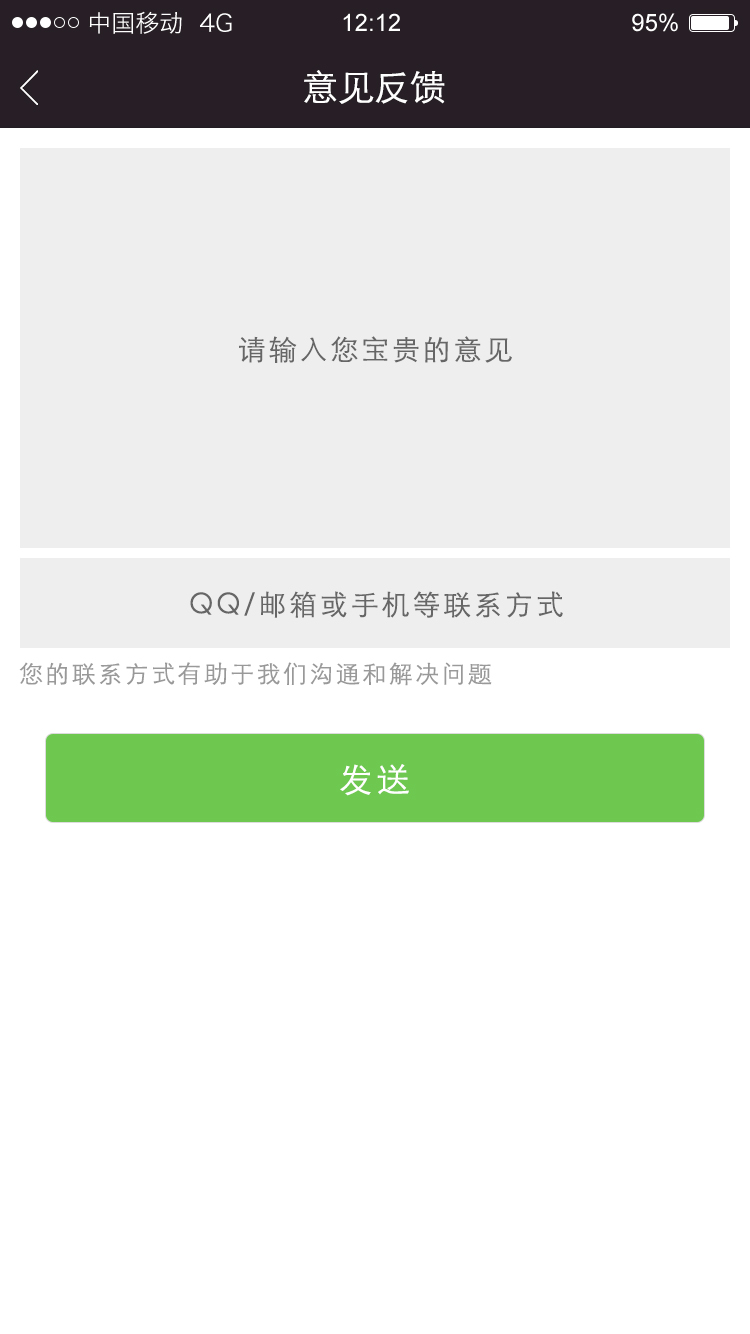 中国移动 4G 12:12 95%
意见反馈
请输入您宝贵的意见
QQ/邮箱或手机等联系方式
您的联系方式有助于我们沟通和解决问题
发送